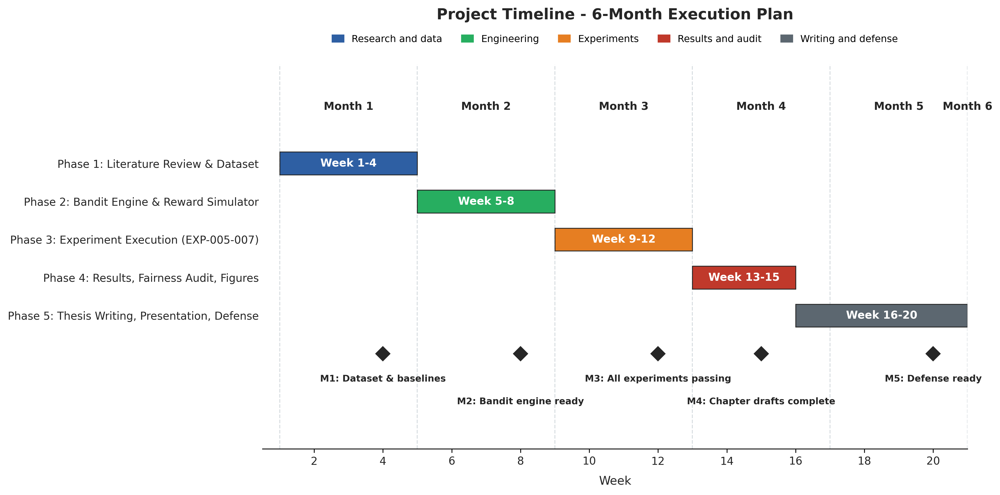 Project Timeline - 6-Month Execution Plan
Research and data Engineering Experiments Results and audit Writing and defense
Month 1 Month 2 Month 3 Month 4 Month 5 Month 6
Phase 1: Literature Review & Dataset Week 1-4
Phase 2: Bandit Engine & Reward Simulator Week 5-8
Phase 3: Experiment Execution (EXP-005-007) Week 9-12
Phase 4: Results, Fairness Audit, Figures Week 13-15
Phase 5: Thesis Writing, Presentation, Defense Week 16-20
M1: Dataset & baselines M3: All experiments passing M5: Defense ready
M2: Bandit engine ready M4: Chapter drafts complete
2 4 6 8 10 12 14 16 18 20
Week